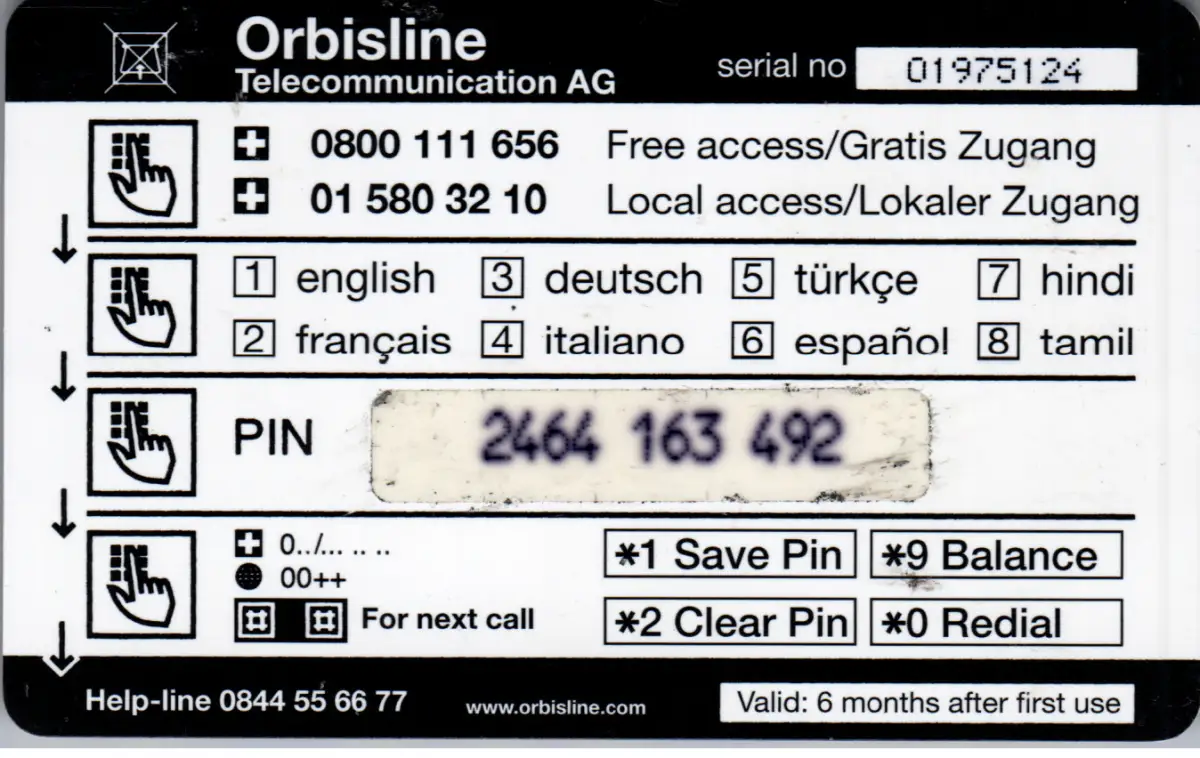 Orbisline
Telecommunication AG
serial no 01975124
0800 111 656 Free access/Gratis Zugang
01 580 32 10 Local access/Lokaler Zugang
1 english 3 deutsch 5 türkçe 7 hindi
2 français 4 italiano 6 español 8 tamil
PIN 2464 163 492
0../... .. .. *1 Save Pin *9 Balance
00++
## For next call *2 Clear Pin *0 Redial
Help-line 0844 55 66 77 www.orbisline.com Valid: 6 months after first use